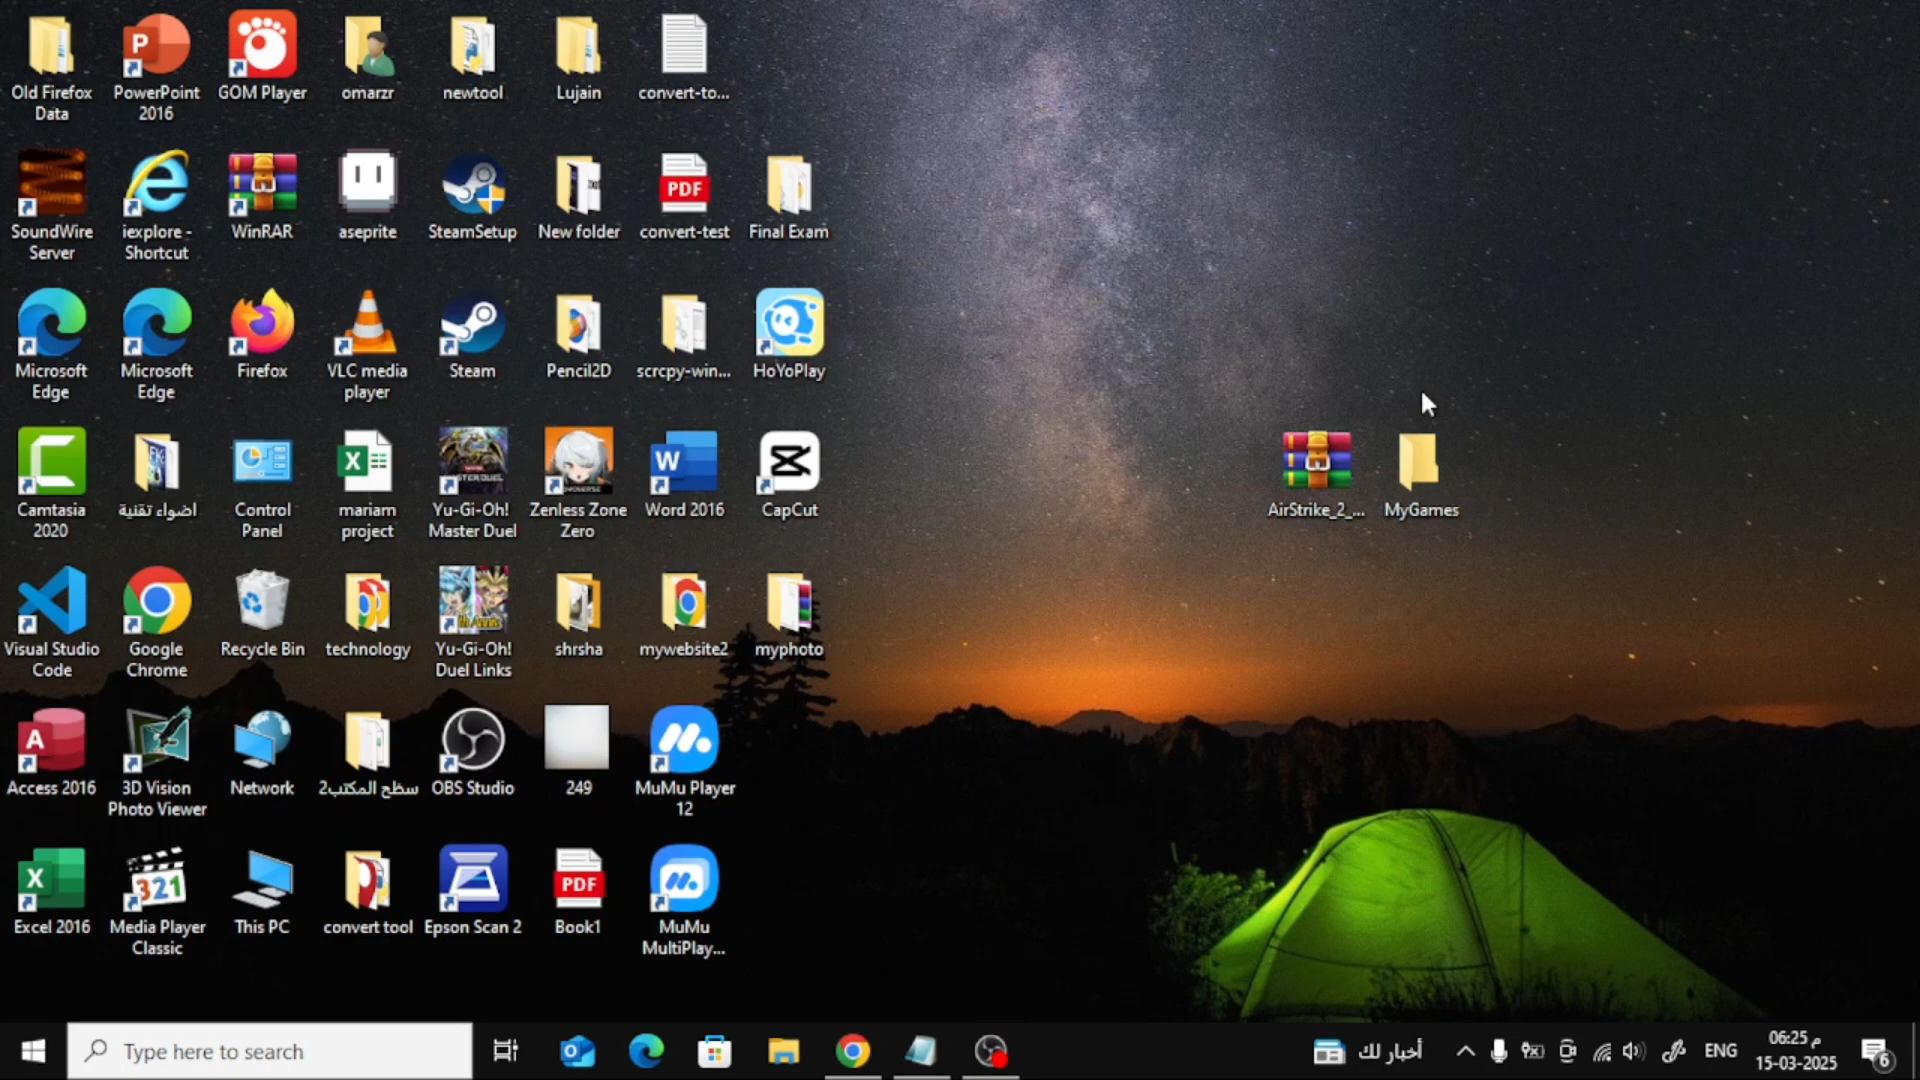 Old Firefox Data
PowerPoint 2016
GOM Player
omarzr
newtool
Lujain
convert-to...
SoundWire Server
iexplore - Shortcut
WinRAR
aseprite
SteamSetup
New folder
PDF
convert-test
Final Exam
Microsoft Edge
Microsoft Edge
Firefox
VLC media player
Steam
Pencil2D
scrcpy-win...
HoYoPlay
Camtasia 2020
اضواء تقنية
Control Panel
mariam project
Yu-Gi-Oh! Master Duel
Zenless Zone Zero
Word 2016
CapCut
AirStrike_2_...
MyGames
Visual Studio Code
Google Chrome
Recycle Bin
technology
Yu-Gi-Oh! Duel Links
shrsha
mywebsite2
myphoto
Access 2016
3D Vision Photo Viewer
Network
سطح المكتب2
OBS Studio
249
MuMu Player 12
Excel 2016
321
Media Player Classic
This PC
convert tool
Epson Scan 2
PDF
Book1
MuMu MultiPlay...
Type here to search
أخبار لك
ENG
06:25 م
15-03-2025
6